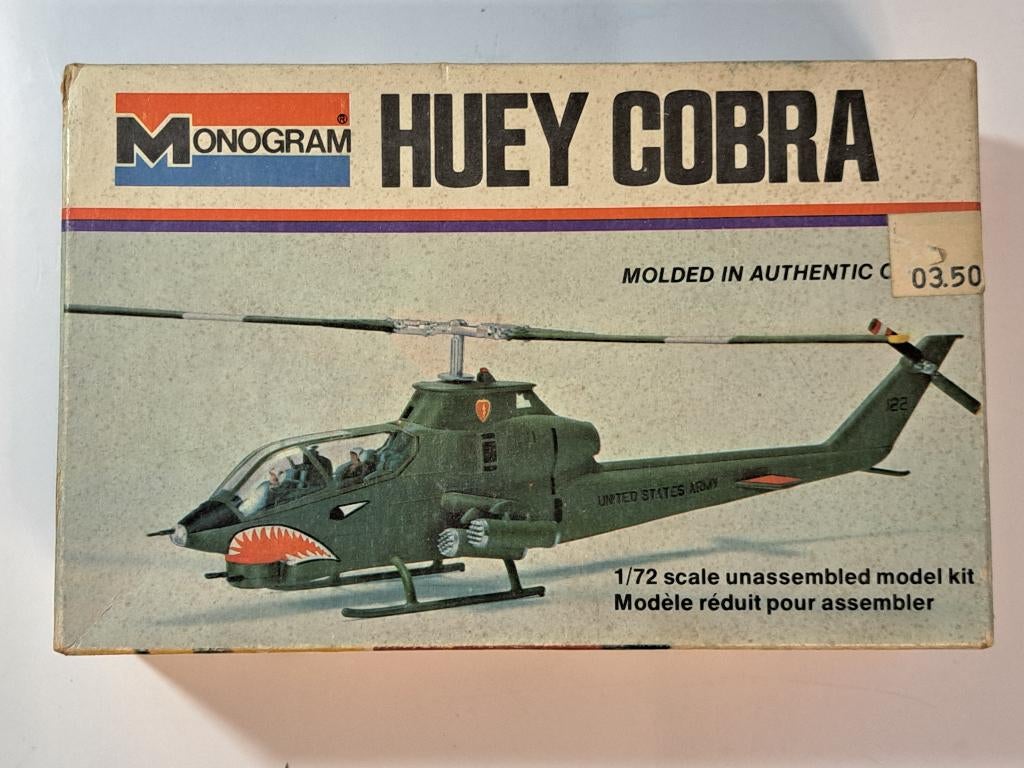 MONOGRAM®
HUEY COBRA
MOLDED IN AUTHENTIC
03.50
122
UNITED STATES ARMY
1/72 scale unassembled model kit
Modèle réduit pour assembler